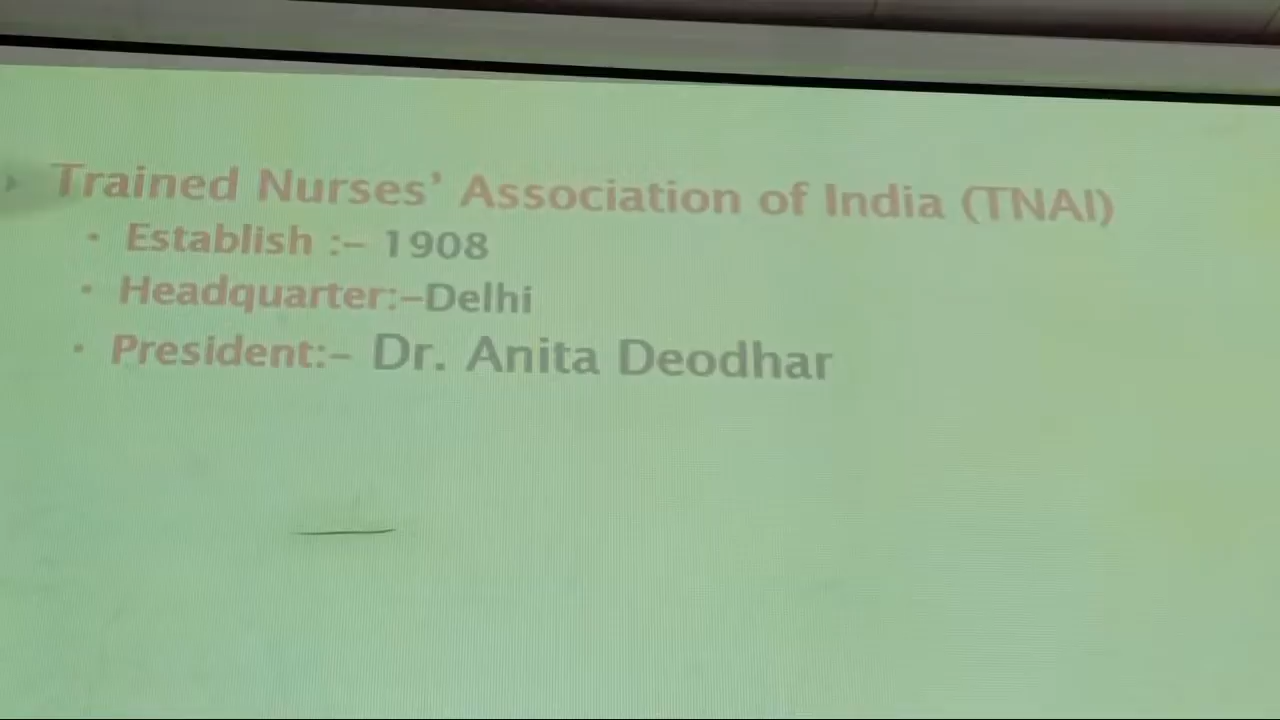 Trained Nurses’ Association of India (TNAI)
• Establish :– 1908
• Headquarter:–Delhi
• President:– Dr. Anita Deodhar